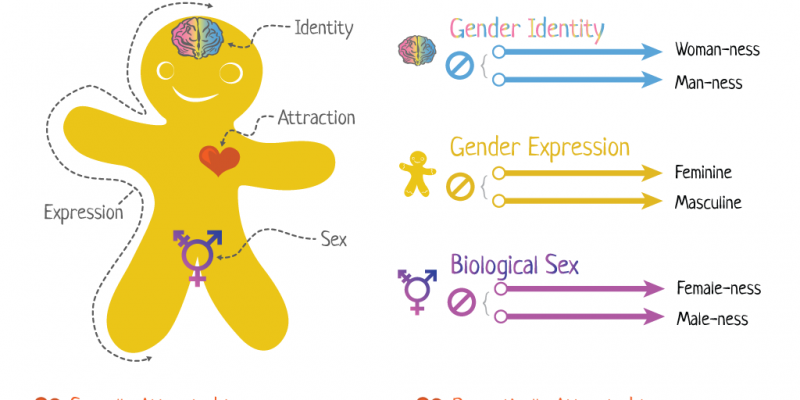 Identity
Attraction
Expression
Sex
Gender Identity
Woman-ness
Man-ness
Gender Expression
Feminine
Masculine
Biological Sex
Female-ness
Male-ness